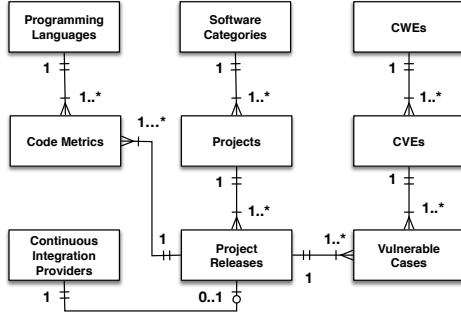 Programming
Languages
Software
Categories
CWEs
1
1
1
1..*
1..*
1..*
Code Metrics
1...*
Projects
CVEs
1
1
1..*
1..*
Continuous
Integration
Providers
1
Project
Releases
1..*
1
Vulnerable
Cases
1
0..1